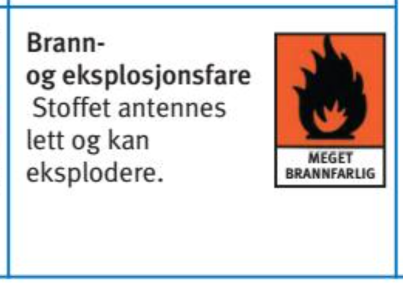 Brann-
og eksplosjonsfare
Stoffet antennes
lett og kan
eksplodere.
MEGET
BRANNFARLIG